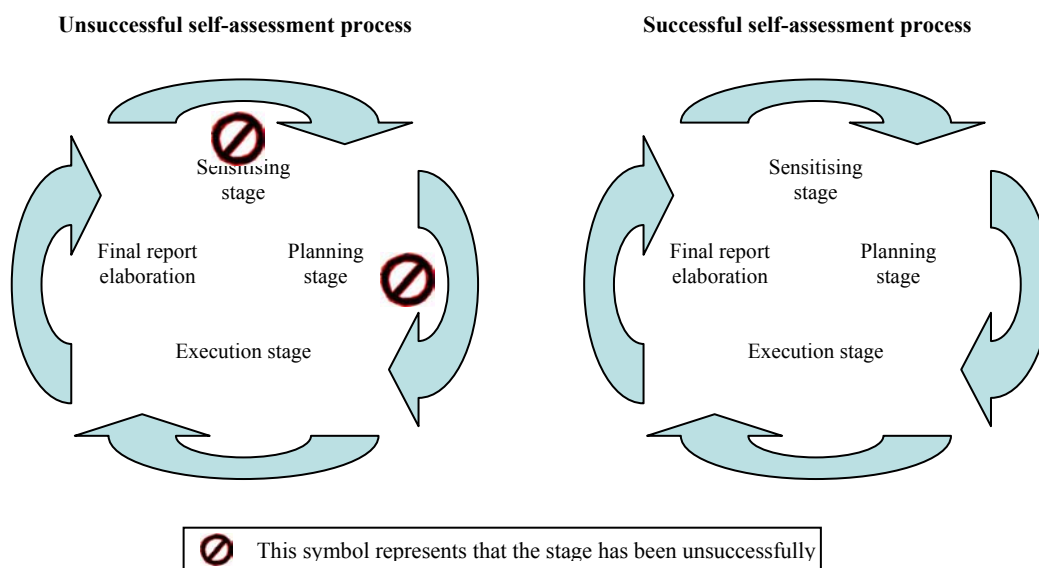 Unsuccessful self-assessment process
Successful self-assessment process
Sensitising
stage
Final report
elaboration
Planning
stage
Execution stage
Sensitising
stage
Final report
elaboration
Planning
stage
Execution stage
This symbol represents that the stage has been unsuccessfully